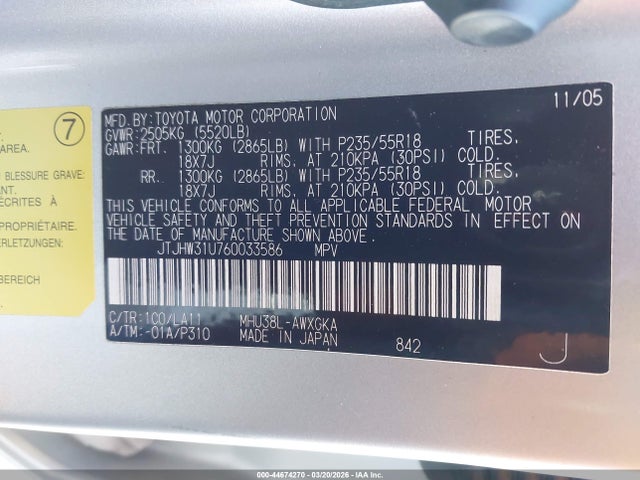 7
AREA.
BLESSURE GRAVE:
ANT.
ÉCRITES À
PROPRIÉTAIRE.
VERLETZUNGEN
BEREICH
11/05
MFD.BY:TOYOTA MOTOR CORPORATION
GVWR:2505KG (5520LB)
GAWR:FRT. 1300KG (2865LB) WITH P235/55R18 TIRES,
18X7J RIMS, AT 210KPA (30PSI) COLD.
RR. 1300KG (2865LB) WITH P235/55R18 TIRES,
18X7J RIMS, AT 210KPA (30PSI) COLD.
THIS VEHICLE CONFORMS TO ALL APPLICABLE FEDERAL MOTOR
VEHICLE SAFETY AND THEFT PREVENTION STANDARDS IN EFFECT ON
THE DATE OF MANUFACTURE SHOWN ABOVE.
JTJHW31U760033586 MPV
C/TR:1C0/LA11 MHU38L-AWXGKA
A/TM:-01A/P310 MADE IN JAPAN 842
J
000-44674270 - 03/20/2026 - IAA Inc.